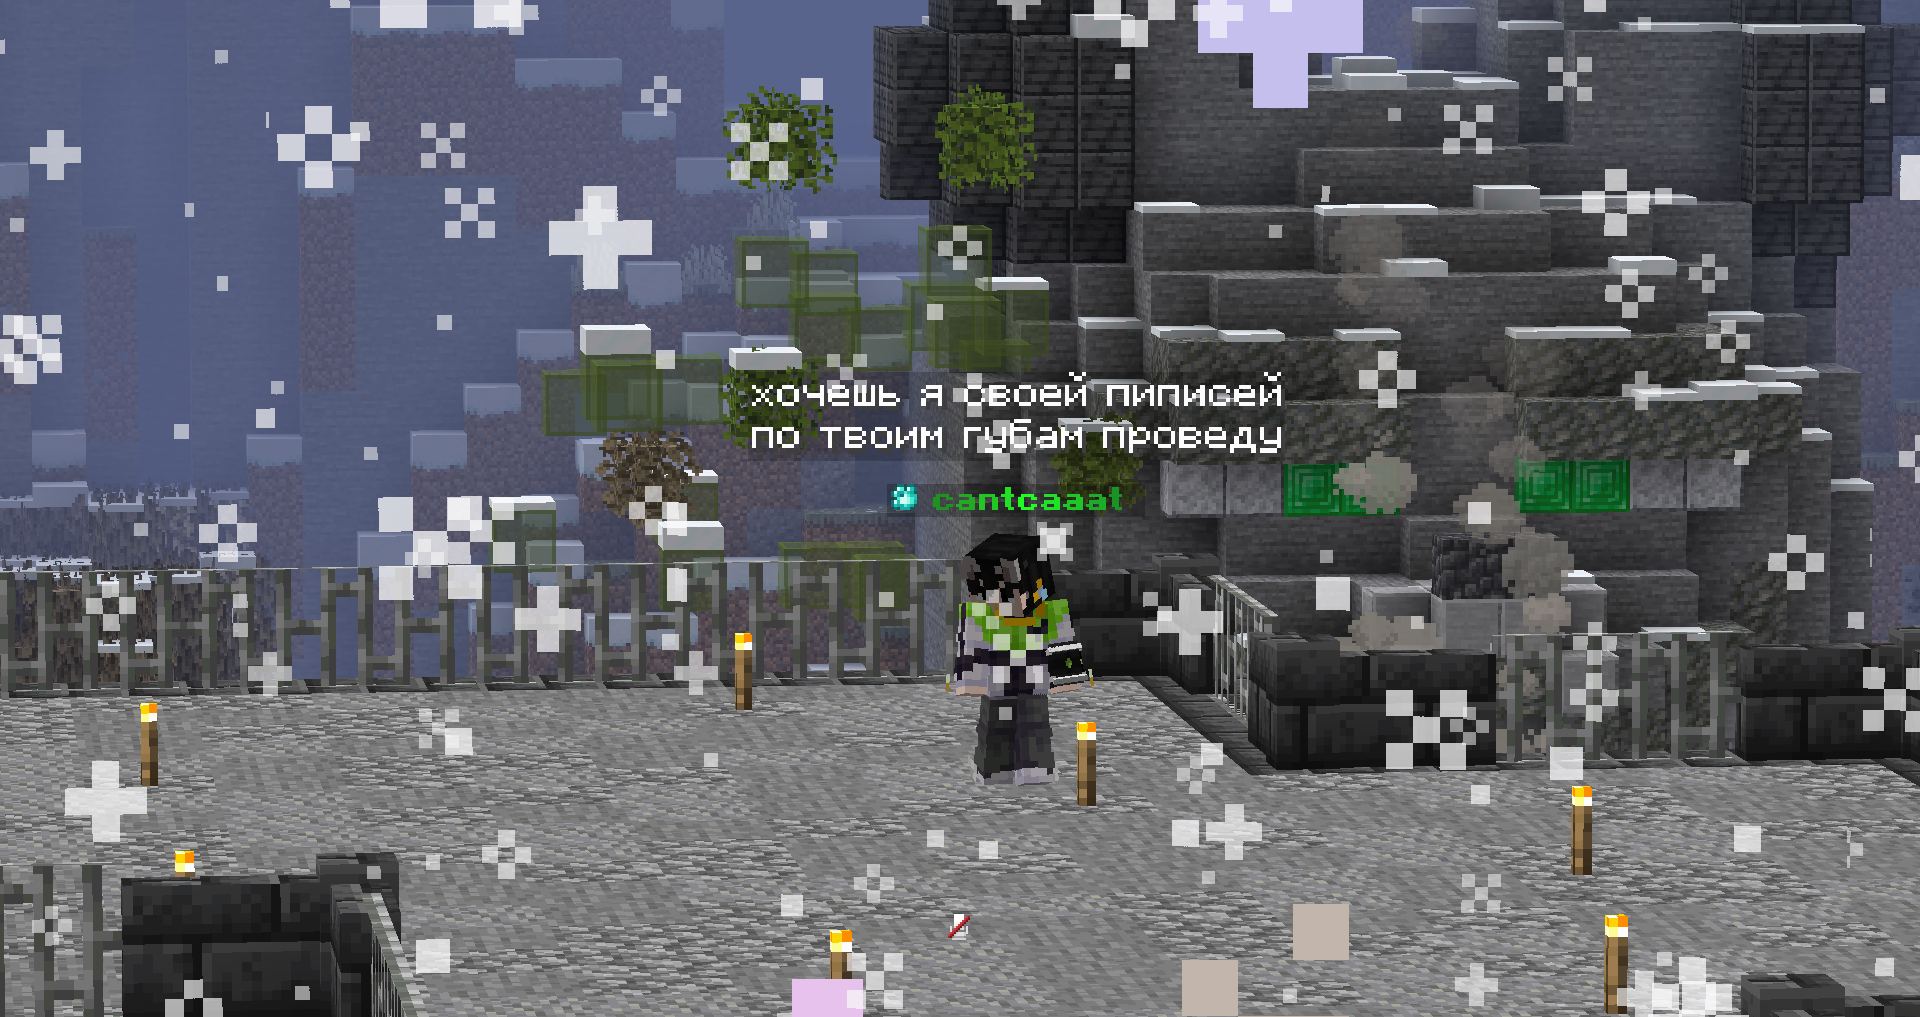 хочешь я своей пиписей
по твоим губам проведу
cantcaaat